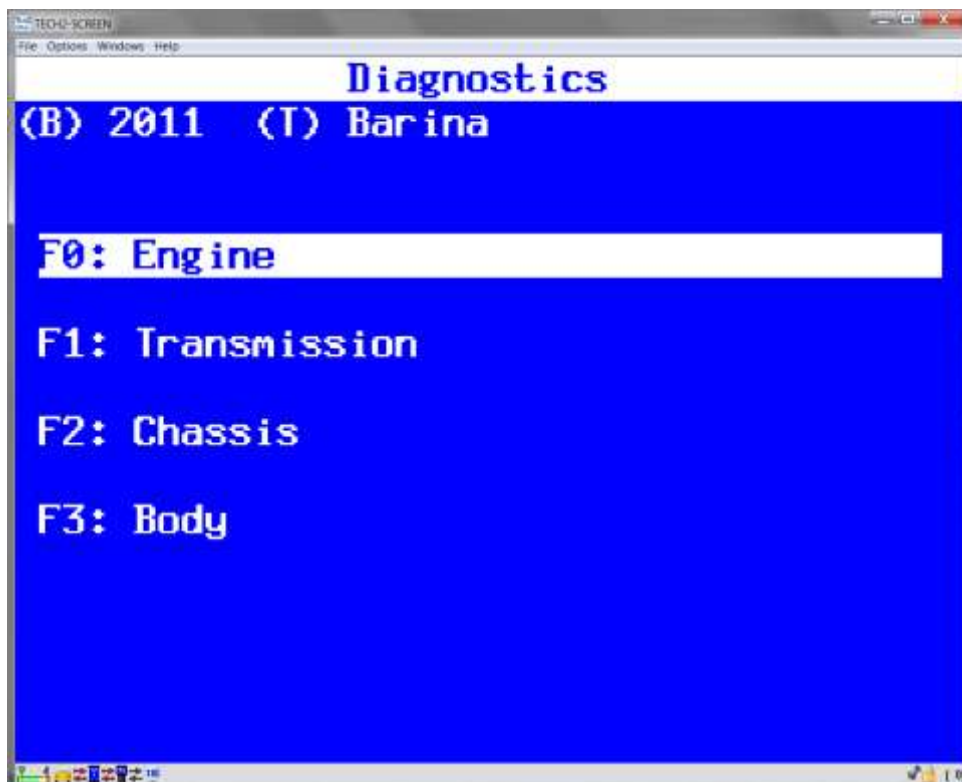 TECH2-SCREEN
File Options Windows Help
Diagnostics
(B) 2011 (T) Barina
F0: Engine
F1: Transmission
F2: Chassis
F3: Body